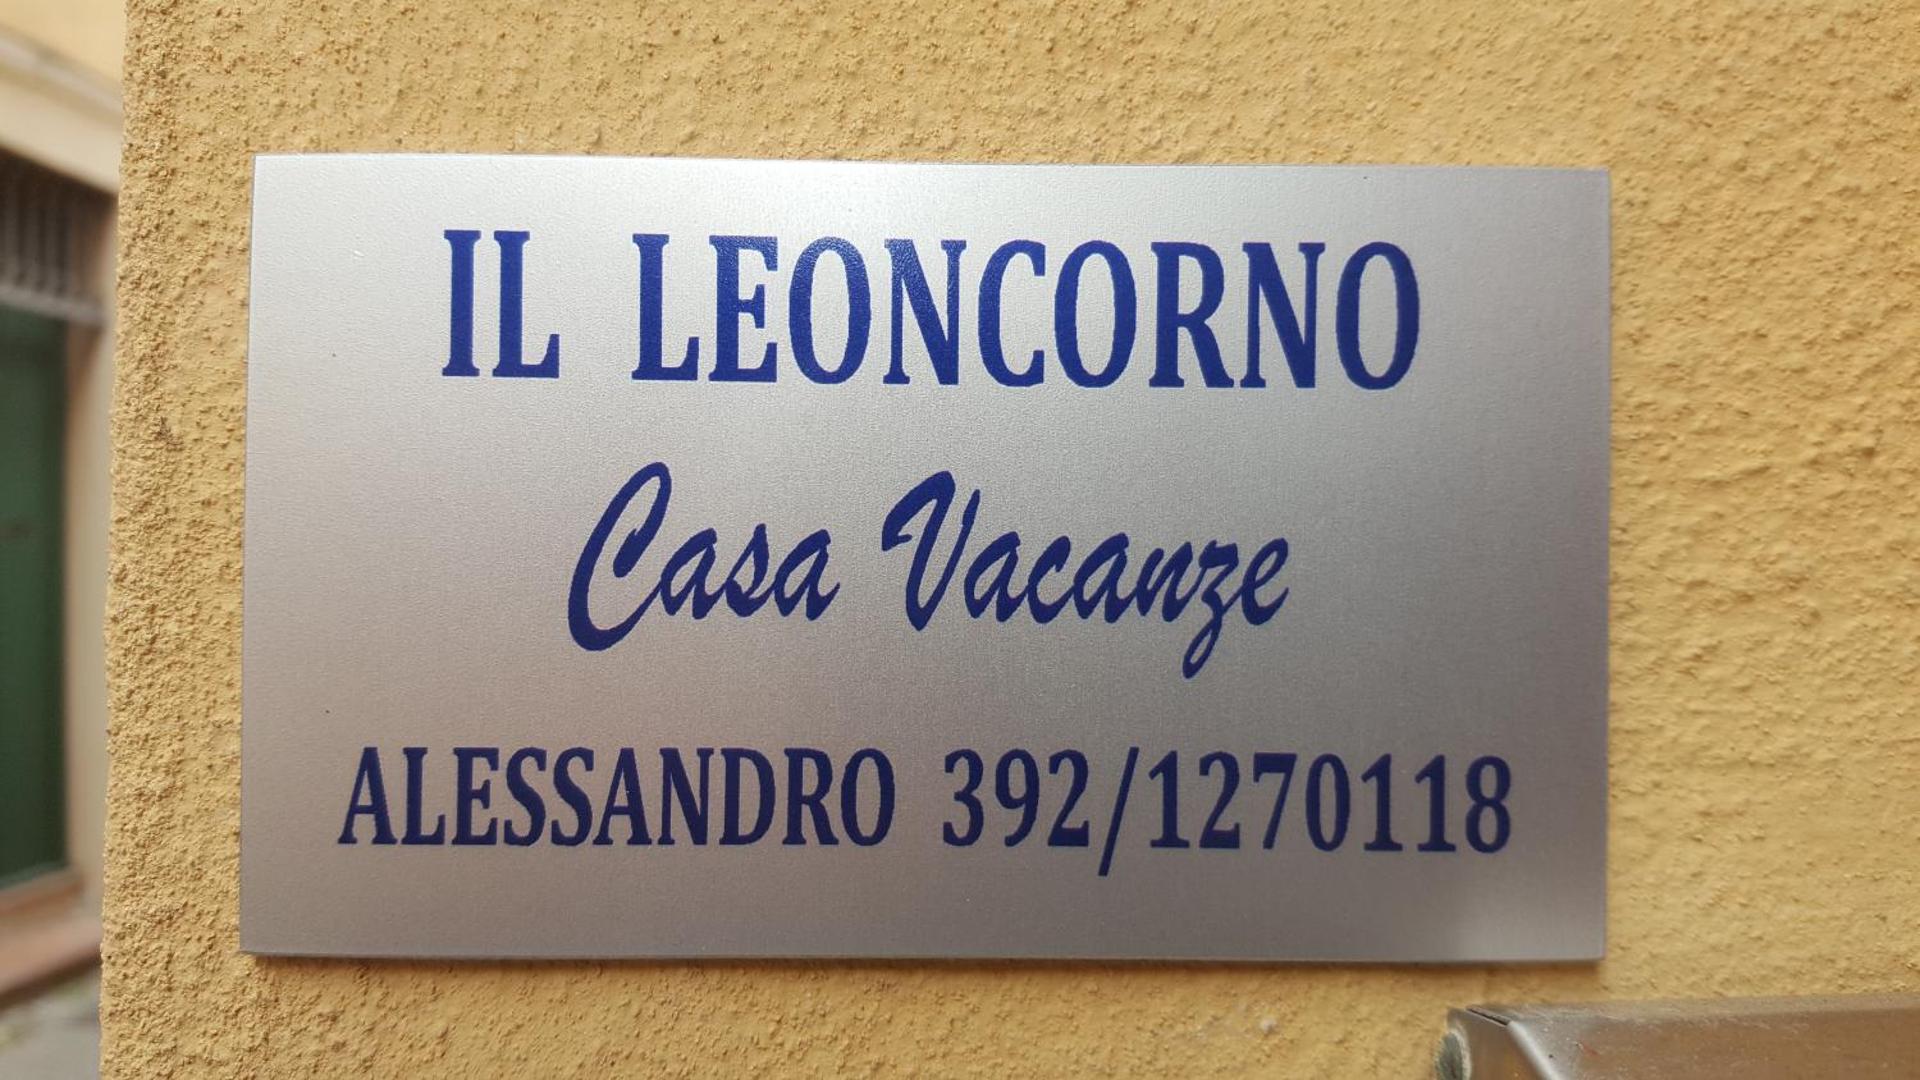 IL LEONCORNO
Casa Vacanze
ALESSANDRO 392/1270118